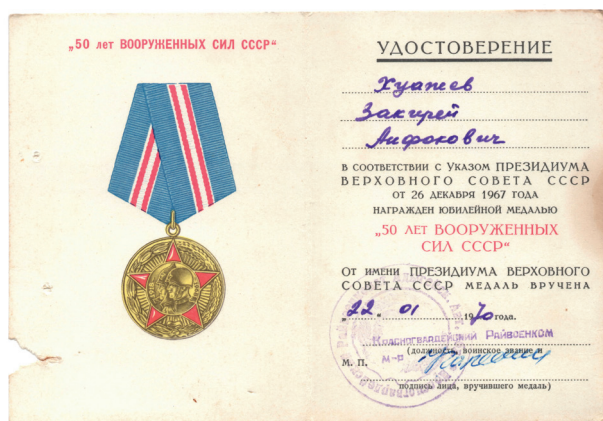 „50 лет ВООРУЖЕННЫХ СИЛ СССР“
УДОСТОВЕРЕНИЕ
Хуажев
Закирей
Аюфокович
В СООТВЕТСТВИИ С УКАЗОМ ПРЕЗИДИУМА
ВЕРХОВНОГО СОВЕТА СССР
ОТ 26 ДЕКАБРЯ 1967 ГОДА
НАГРАЖДЕН ЮБИЛЕЙНОЙ МЕДАЛЬЮ
„50 ЛЕТ ВООРУЖЕННЫХ
СИЛ СССР“
ОТ ИМЕНИ ПРЕЗИДИУМА ВЕРХОВНОГО
СОВЕТА СССР МЕДАЛЬ ВРУЧЕНА
„22“ 01 1970 года.
КРАСНОГВАРДЕЙСКИЙ РАЙВОЕНКОМ
(должность, воинское звание и
М. П. М-Р
подпись лица, вручившего медаль)